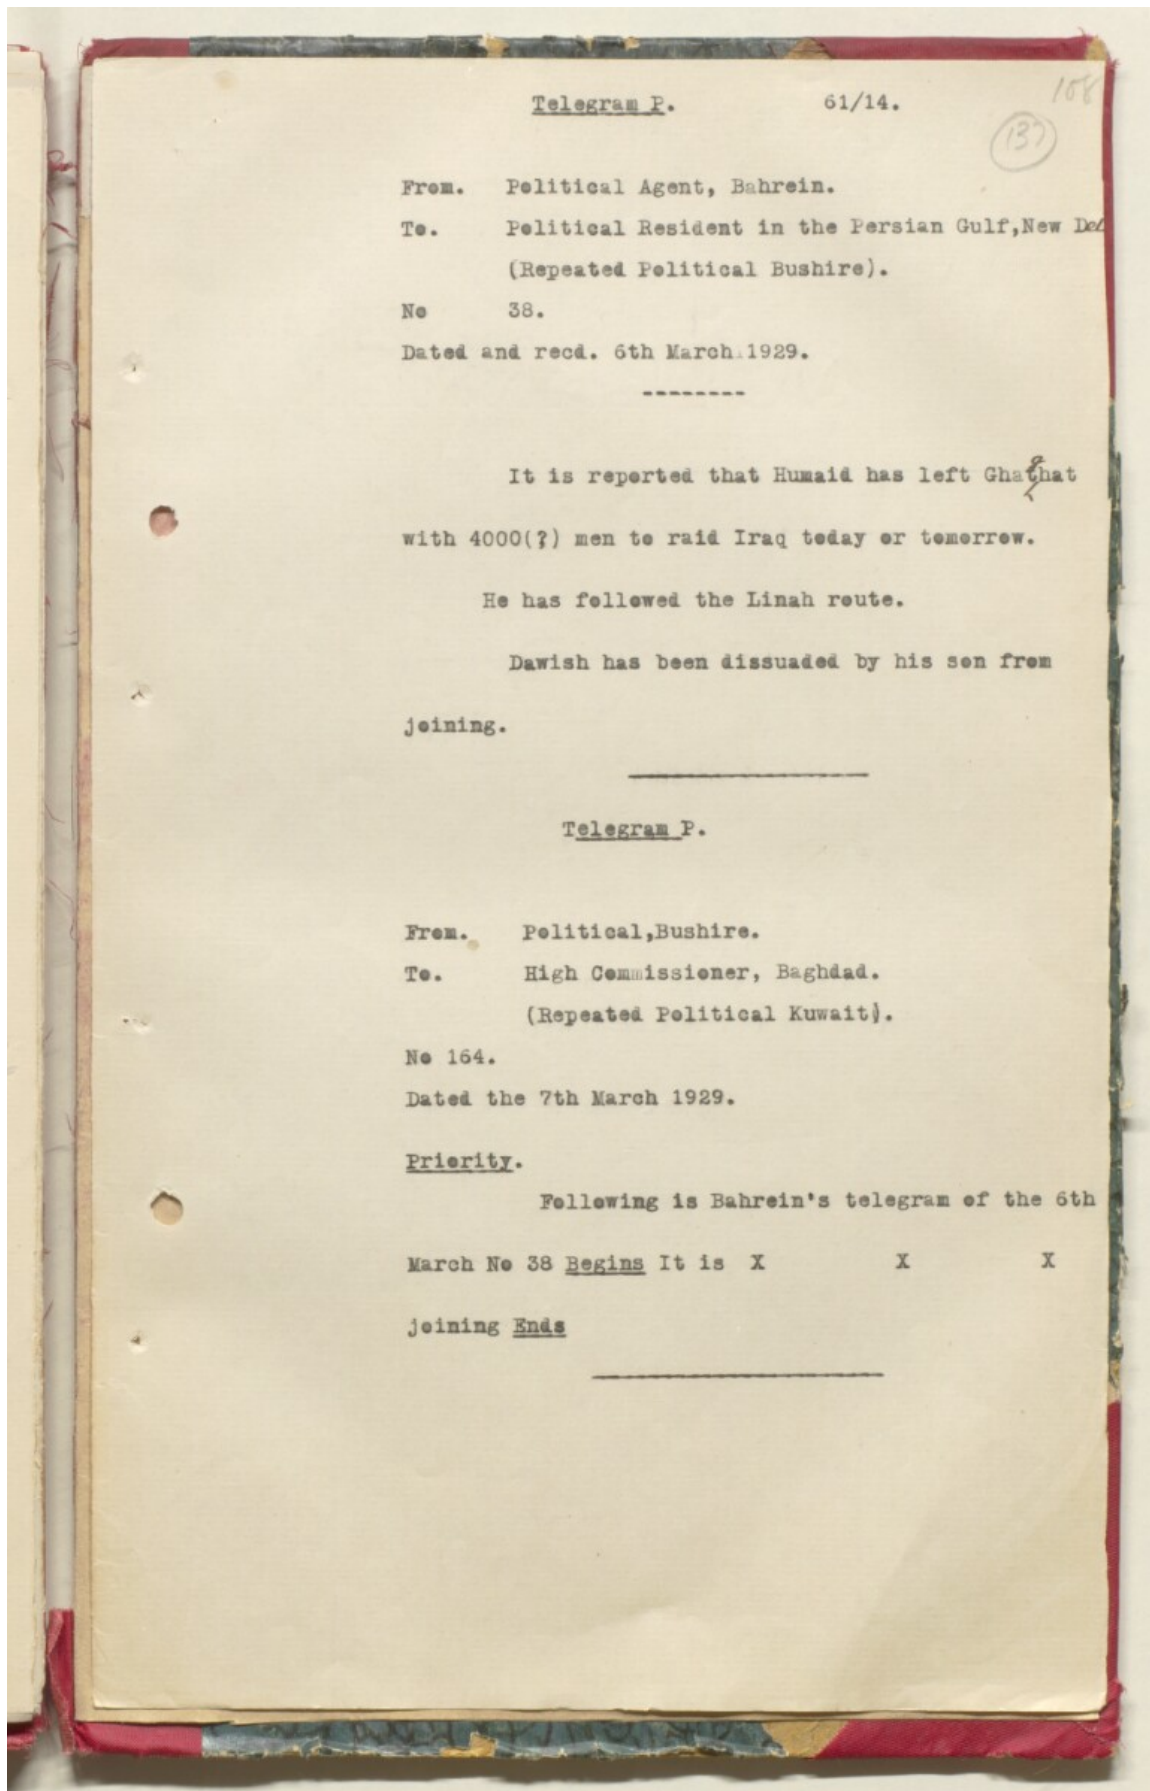 Telegram P. 61/14.
108
137
From. Political Agent, Bahrein.
To. Political Resident in the Persian Gulf,New Del
(Repeated Political Bushire).
No 38.
Dated and recd. 6th March 1929.
--------
It is reported that Humaid has left Ghathat
with 4000(?) men to raid Iraq today or tomorrow.
He has followed the Linah route.
Dawish has been dissuaded by his son from
joining.
Telegram P.
From. Political,Bushire.
To. High Commissioner, Baghdad.
(Repeated Political Kuwait).
No 164.
Dated the 7th March 1929.
Priority.
Following is Bahrein's telegram of the 6th
March No 38 Begins It is X X X
joining Ends